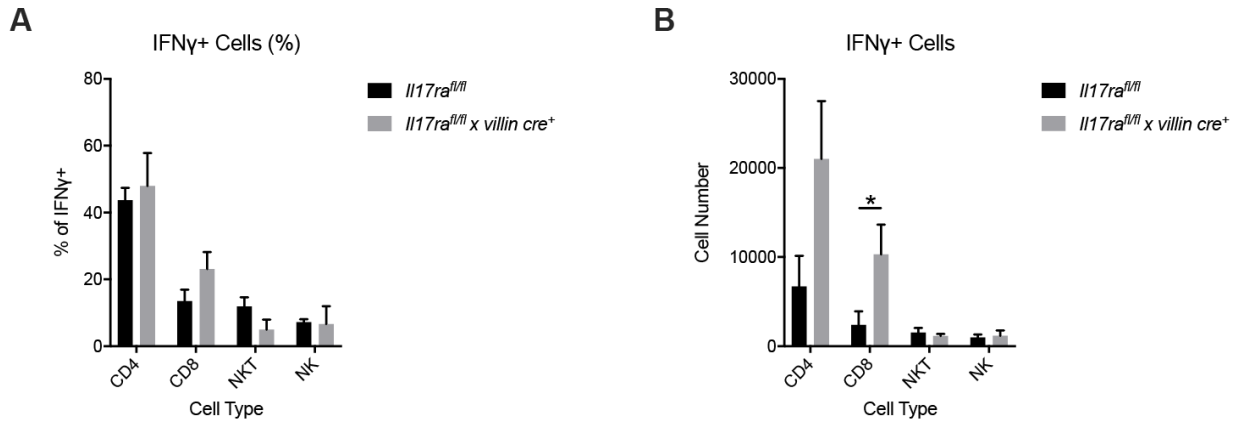 A
IFNγ+ Cells (%)
80
60
40
20
0
% of IFNγ+
CD4
CD8
NKT
NK
Cell Type
Il17ra^fl/fl
Il17ra^fl/fl x villin cre^+
B
IFNγ+ Cells
30000
20000
10000
0
Cell Number
*
CD4
CD8
NKT
NK
Cell Type
Il17ra^fl/fl
Il17ra^fl/fl x villin cre^+